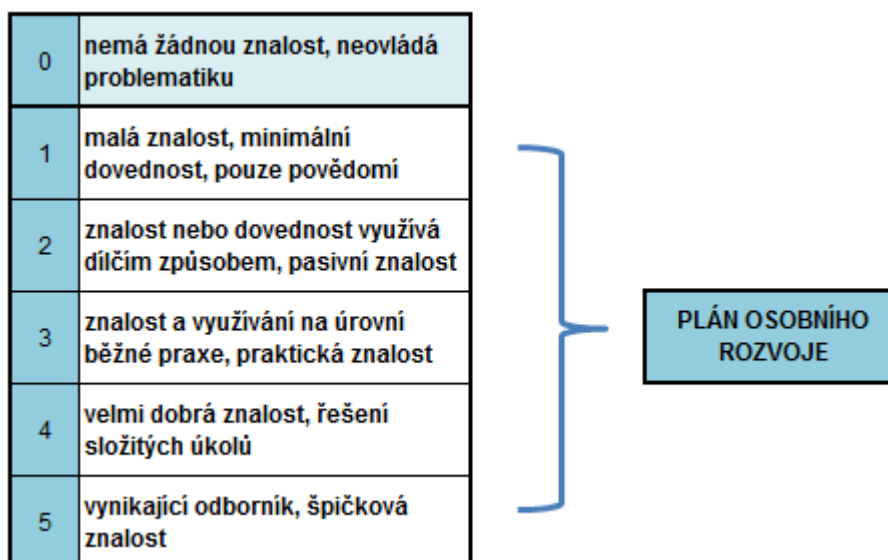 0
nemá žádnou znalost, neovládá
problematiku
1
malá znalost, minimální
dovednost, pouze povědomí
2
znalost nebo dovednost využívá
dílčím způsobem, pasivní znalost
3
znalost a využívání na úrovní
běžné praxe, praktická znalost
4
velmi dobrá znalost, řešení
složitých úkolů
5
vynikající odborník, špičková
znalost
PLÁN OSOBNÍHO
ROZVOJE